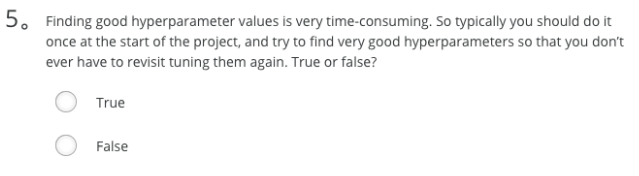 5。 Finding good hyperparameter values is very time-consuming. So typically you should do it
once at the start of the project, and try to find very good hyperparameters so that you don't
ever have to revisit tuning them again. True or false?
True
False